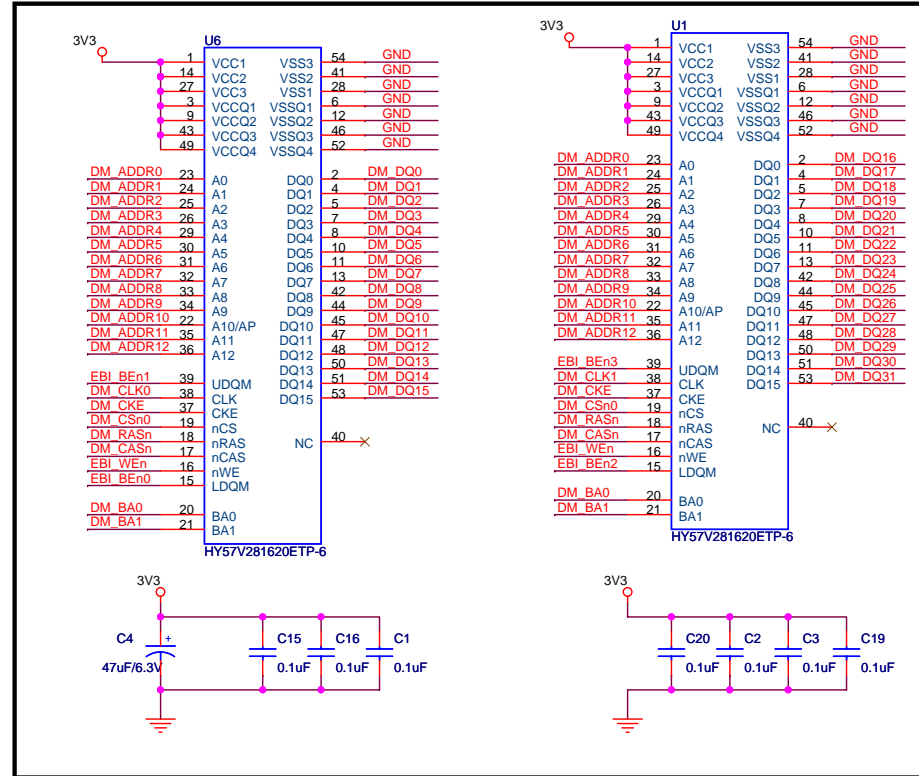 3V3
U6
1 VCC1 VSS3 54 GND
14 VCC2 VSS2 41 GND
27 VCC3 VSS1 28 GND
3 VCCQ1 VSSQ1 6 GND
9 VCCQ2 VSSQ2 12 GND
43 VCCQ3 VSSQ3 46 GND
49 VCCQ4 VSSQ4 52 GND
DM_ADDR0 23 A0 DQ0 2 DM_DQ0
DM_ADDR1 24 A1 DQ1 4 DM_DQ1
DM_ADDR2 25 A2 DQ2 5 DM_DQ2
DM_ADDR3 26 A3 DQ3 7 DM_DQ3
DM_ADDR4 29 A4 DQ4 8 DM_DQ4
DM_ADDR5 30 A5 DQ5 10 DM_DQ5
DM_ADDR6 31 A6 DQ6 11 DM_DQ6
DM_ADDR7 32 A7 DQ7 13 DM_DQ7
DM_ADDR8 33 A8 DQ8 42 DM_DQ8
DM_ADDR9 34 A9 DQ9 44 DM_DQ9
DM_ADDR10 22 A10/AP DQ10 45 DM_DQ10
DM_ADDR11 35 A11 DQ11 47 DM_DQ11
DM_ADDR12 36 A12 DQ12 48 DM_DQ12
DQ13 50 DM_DQ13
EBI_BEn1 39 UDQM DQ14 51 DM_DQ14
DM_CLK0 38 CLK DQ15 53 DM_DQ15
DM_CKE 37 CKE
DM_CSn0 19 nCS
DM_RASn 18 nRAS NC 40
DM_CASn 17 nCAS
EBI_WEn 16 nWE
EBI_BEn0 15 LDQM
DM_BA0 20 BA0
DM_BA1 21 BA1
HY57V281620ETP-6
3V3
U1
1 VCC1 VSS3 54 GND
14 VCC2 VSS2 41 GND
27 VCC3 VSS1 28 GND
3 VCCQ1 VSSQ1 6 GND
9 VCCQ2 VSSQ2 12 GND
43 VCCQ3 VSSQ3 46 GND
49 VCCQ4 VSSQ4 52 GND
DM_ADDR0 23 A0 DQ0 2 DM_DQ16
DM_ADDR1 24 A1 DQ1 4 DM_DQ17
DM_ADDR2 25 A2 DQ2 5 DM_DQ18
DM_ADDR3 26 A3 DQ3 7 DM_DQ19
DM_ADDR4 29 A4 DQ4 8 DM_DQ20
DM_ADDR5 30 A5 DQ5 10 DM_DQ21
DM_ADDR6 31 A6 DQ6 11 DM_DQ22
DM_ADDR7 32 A7 DQ7 13 DM_DQ23
DM_ADDR8 33 A8 DQ8 42 DM_DQ24
DM_ADDR9 34 A9 DQ9 44 DM_DQ25
DM_ADDR10 22 A10/AP DQ10 45 DM_DQ26
DM_ADDR11 35 A11 DQ11 47 DM_DQ27
DM_ADDR12 36 A12 DQ12 48 DM_DQ28
DQ13 50 DM_DQ29
EBI_BEn3 39 UDQM DQ14 51 DM_DQ30
DM_CLK1 38 CLK DQ15 53 DM_DQ31
DM_CKE 37 CKE
DM_CSn0 19 nCS
DM_RASn 18 nRAS NC 40
DM_CASn 17 nCAS
EBI_WEn 16 nWE
EBI_BEn2 15 LDQM
DM_BA0 20 BA0
DM_BA1 21 BA1
HY57V281620ETP-6
3V3
C4 + C15 C16 C1
47uF/6.3V 0.1uF 0.1uF 0.1uF
3V3
C20 C2 C3 C19
0.1uF 0.1uF 0.1uF 0.1uF